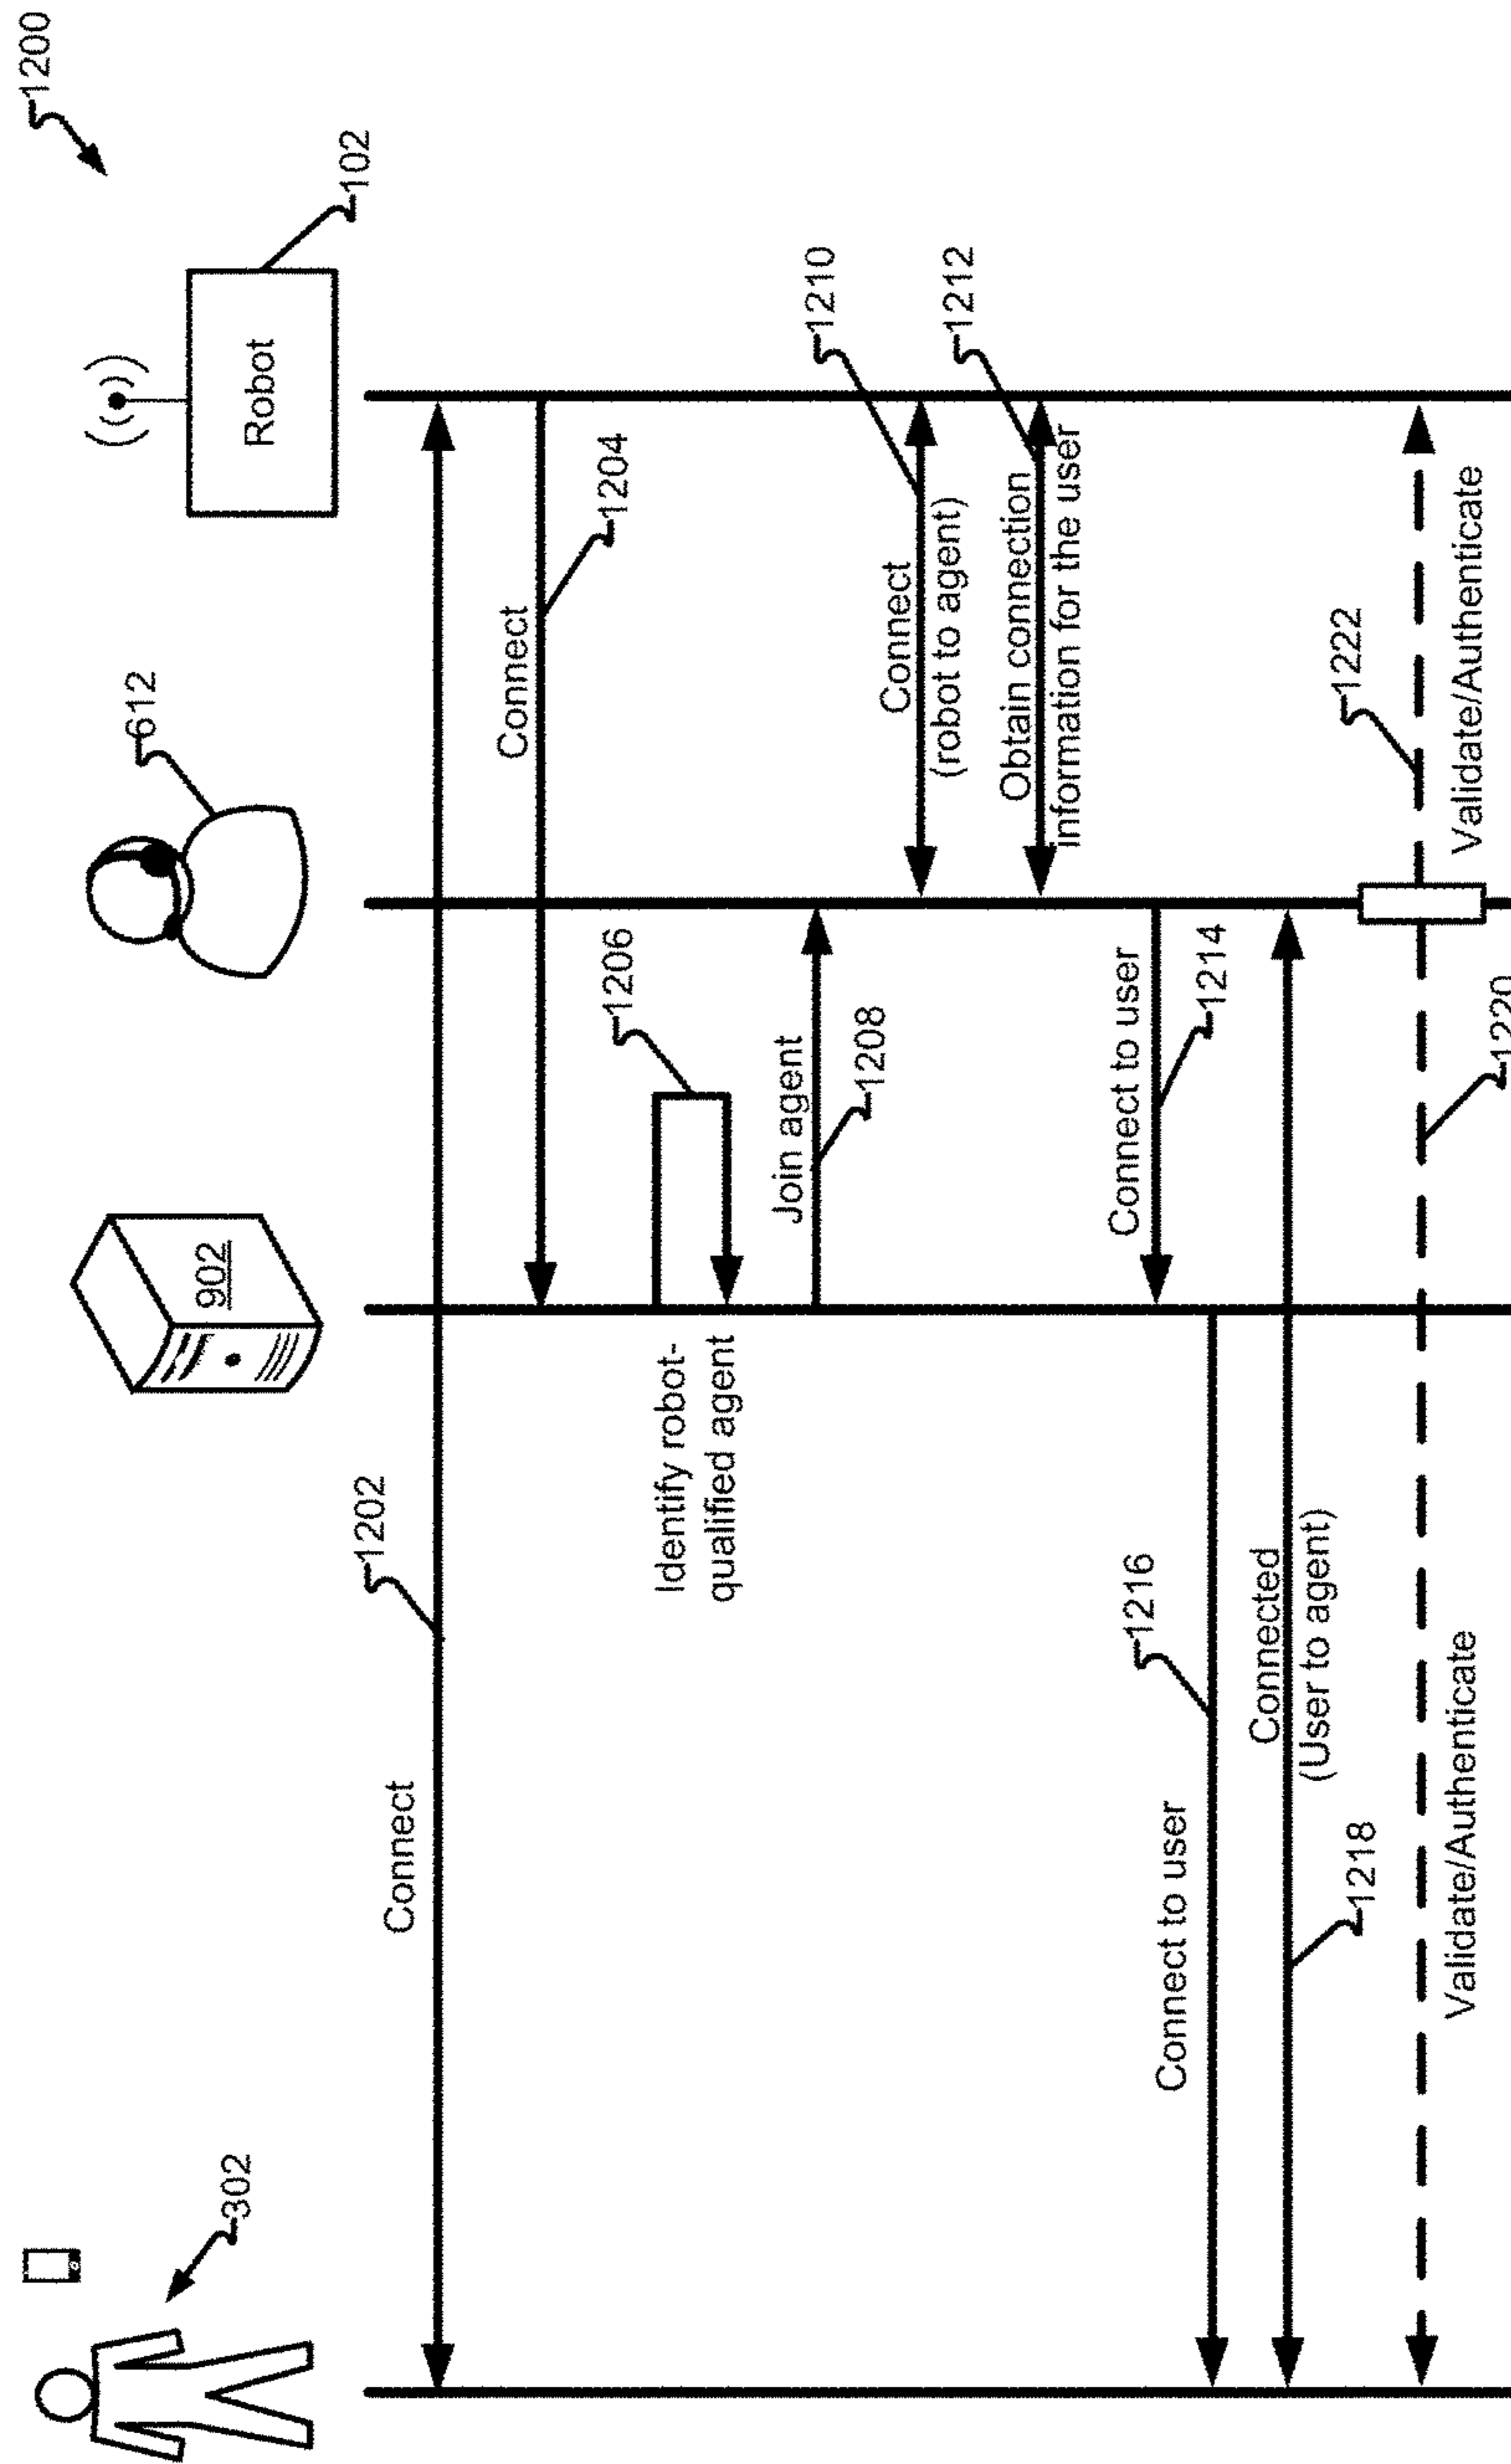 1200
302
902
612
Robot
102
Connect
1202
Connect
1204
Identify robot-
qualified agent
1206
Join agent
1208
Connect
(robot to agent)
1210
Obtain connection
information for the user
1212
Connect to user
1214
Connect to user
1216
Connected
(User to agent)
1218
Validate/Authenticate
1220
Validate/Authenticate
1222